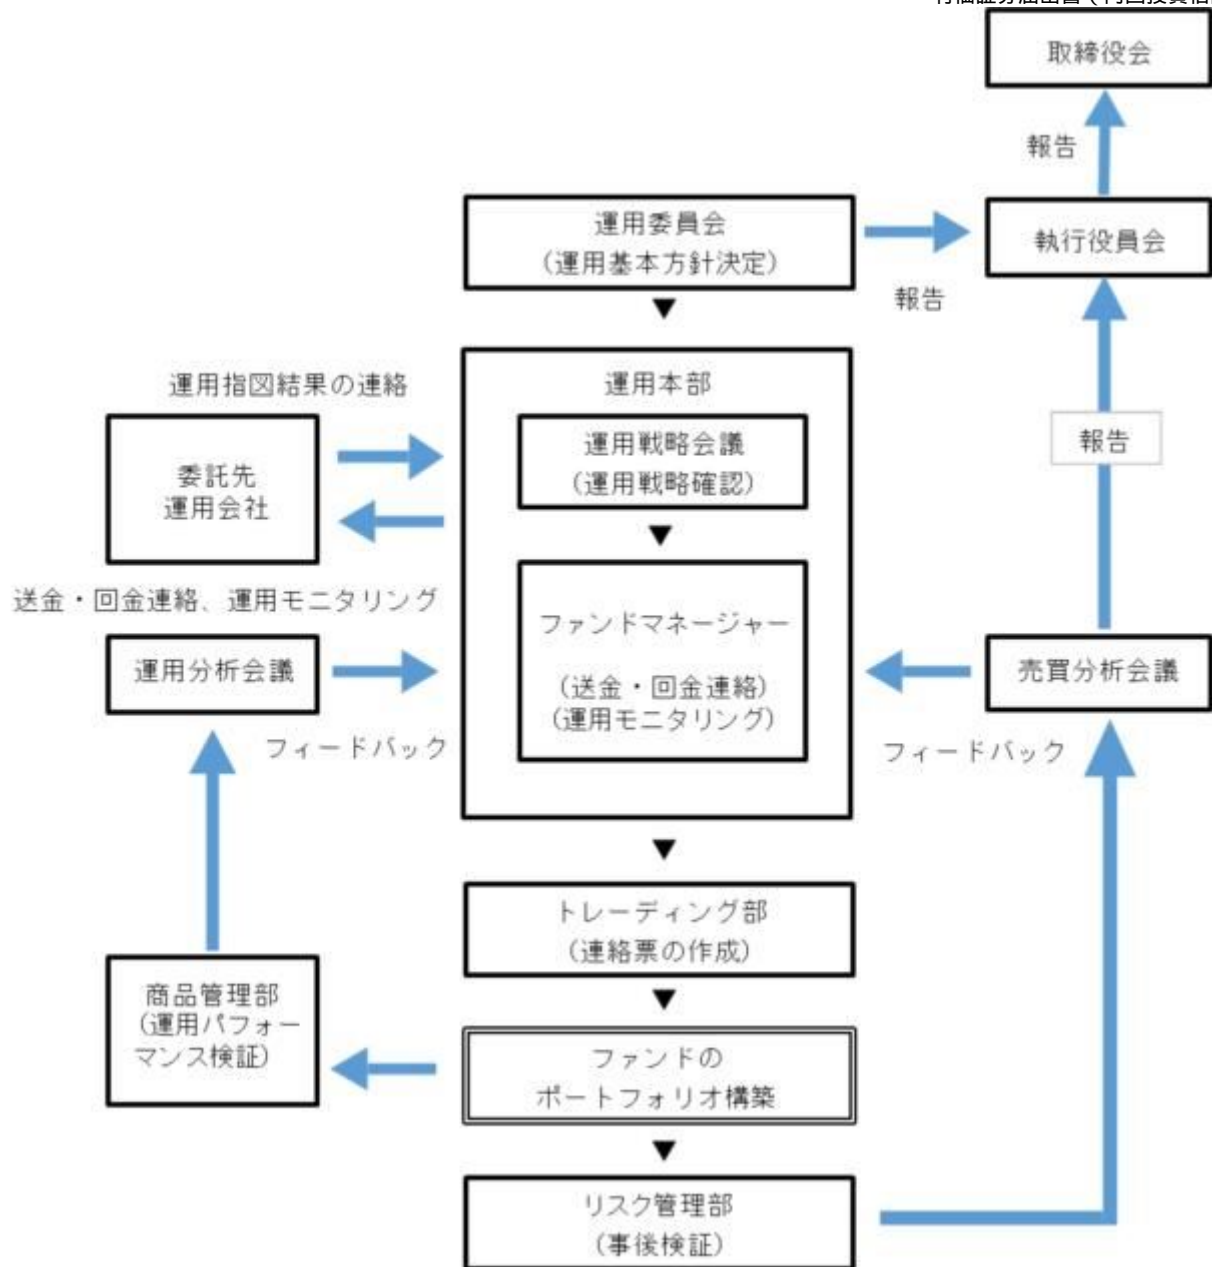 取締役会
報告
運用委員会
(運用基本方針決定)
執行役員会
報告
運用指図結果の連絡
運用本部
委託先
運用会社
運用戦略会議
(運用戦略確認)
報告
送金・回金連絡、運用モニタリング
ファンドマネージャー
(送金・回金連絡)
(運用モニタリング)
運用分析会議
売買分析会議
フィードバック
フィードバック
トレーディング部
(連絡票の作成)
商品管理部
(運用パフォー
マンス検証)
ファンドの
ポートフォリオ構築
リスク管理部
(事後検証)